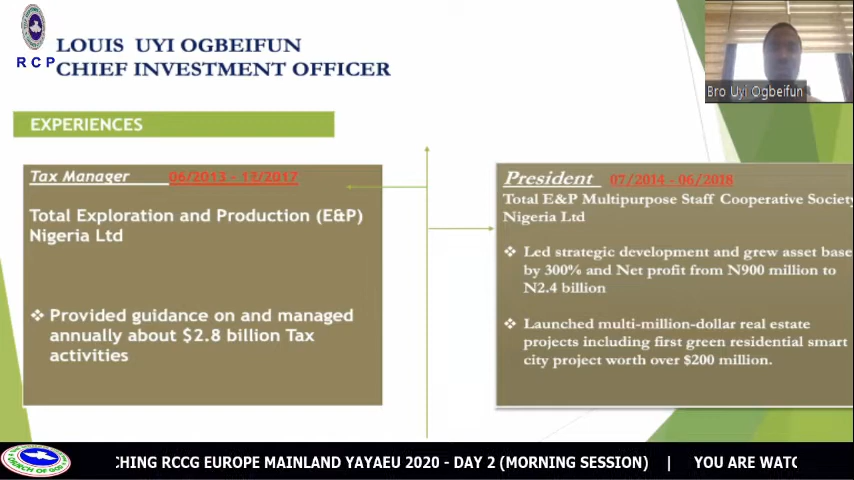 LOUIS UYI OGBEIFUN
R C P
CHIEF INVESTMENT OFFICER
Bro Uyi Ogbeifun
EXPERIENCES
Tax Manager 06/2013 - 11/2017
Total Exploration and Production (E&P)
Nigeria Ltd
❖ Provided guidance on and managed
annually about $2.8 billion Tax
activities
President 07/2014 - 06/2018
Total E&P Multipurpose Staff Cooperative Society
Nigeria Ltd
❖ Led strategic development and grew asset base
by 300% and Net profit from N900 million to
N2.4 billion
❖ Launched multi-million-dollar real estate
projects including first green residential smart
city project worth over $200 million.
CHING RCCG EUROPE MAINLAND YAYAEU 2020 - DAY 2 (MORNING SESSION) | YOU ARE WATC